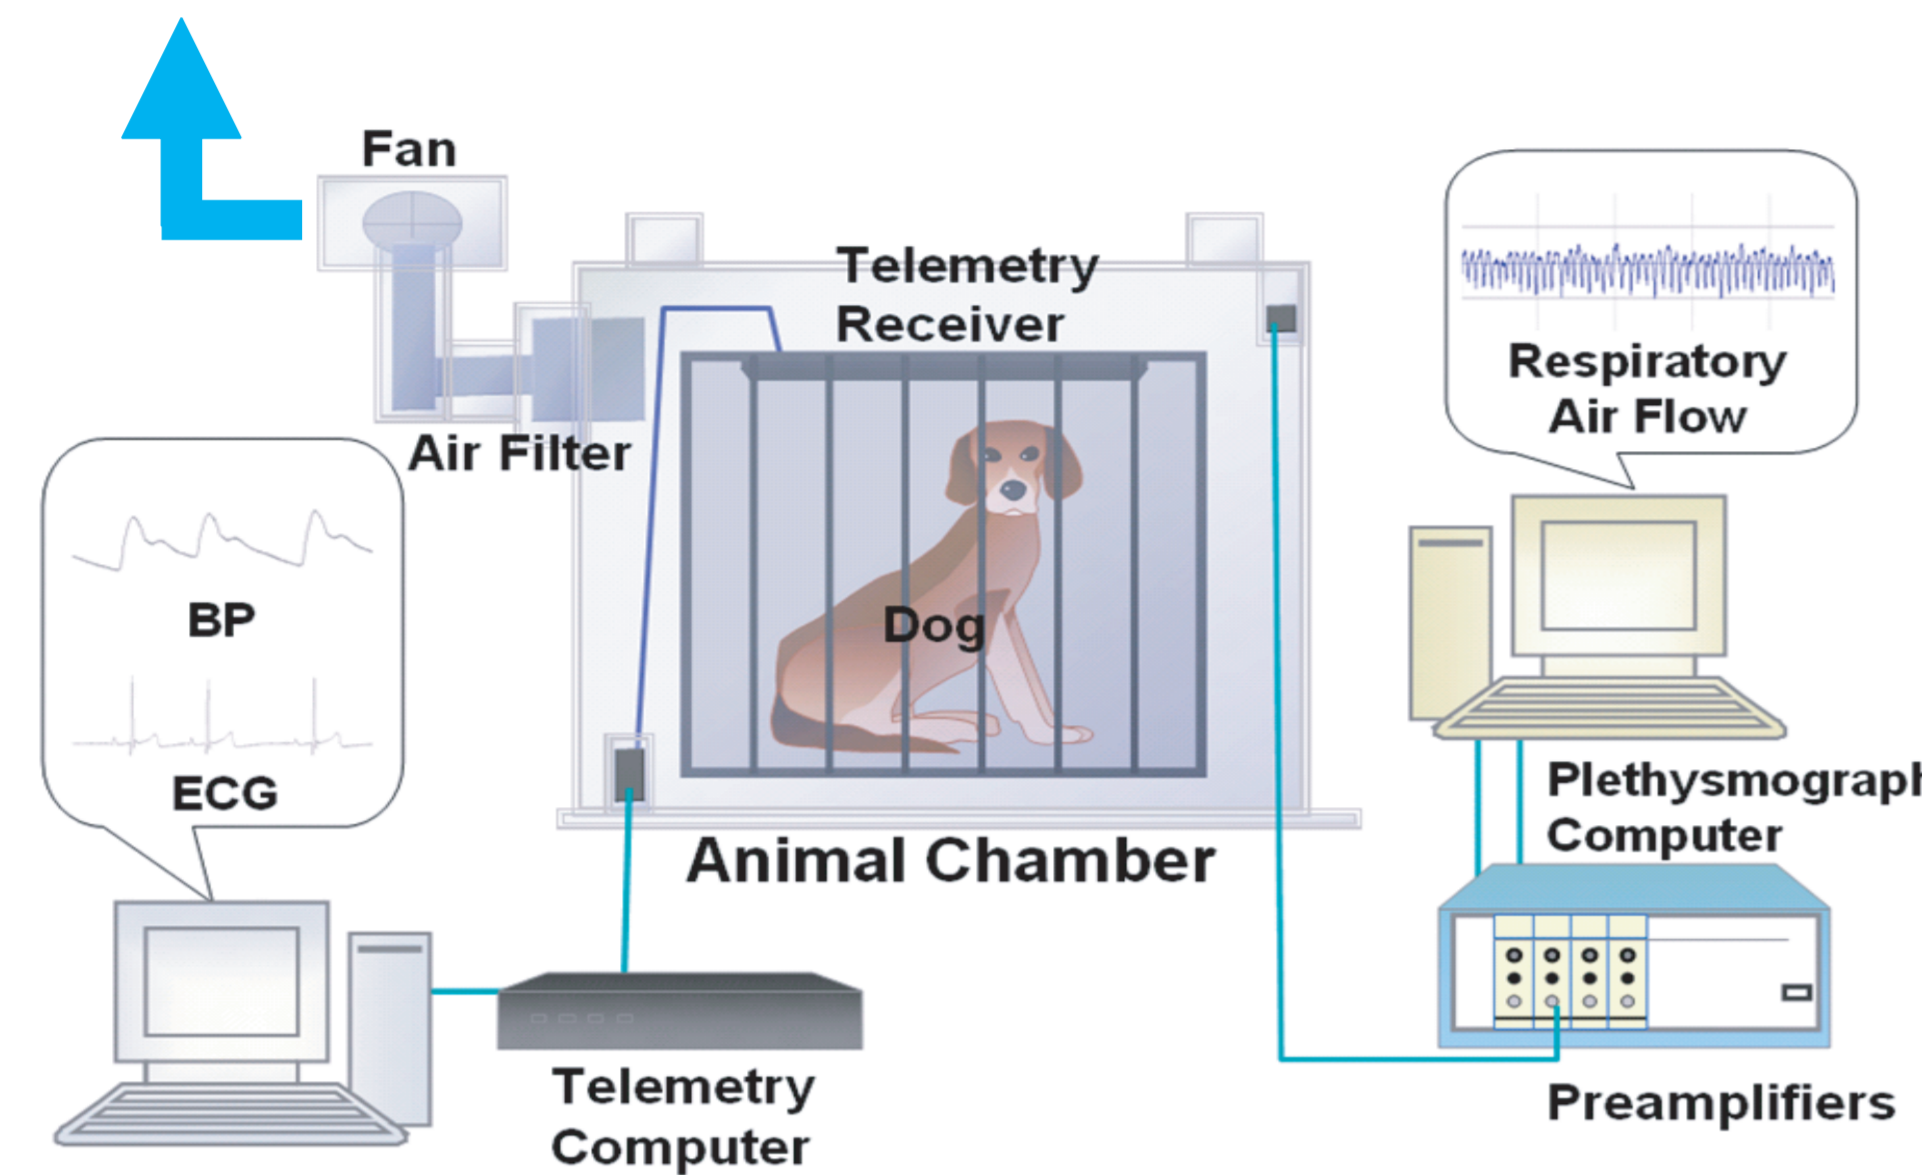 Fan
Telemetry
Receiver
Air Filter
Respiratory
Air Flow
BP
ECG
Dog
Animal Chamber
Plethysmograph
Computer
Telemetry
Computer
Preamplifiers